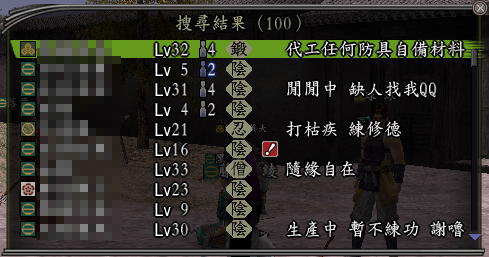 搜尋結果（100）
Lv32 4 鍛 代工任何防具自備材料
Lv 5 2 陰
Lv31 4 陰 閒閒中 缺人找我QQ
Lv 4 2 陰
Lv21 忍 打枯疾 練修德
Lv16 陰
Lv33 僧 隨緣自在
Lv23 陰
Lv 9 陰
Lv30 陰 生產中 暫不練功 謝嚕